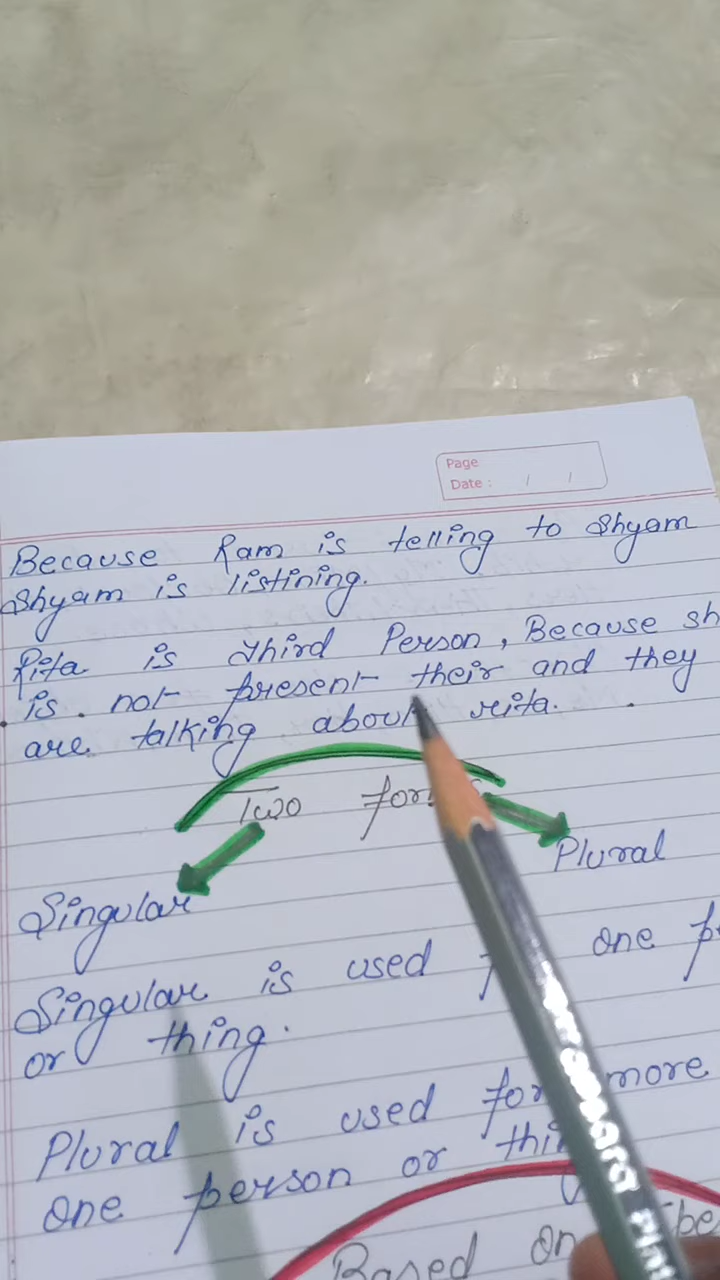 Page
Date : / /
Because Ram is telling to Shyam
Shyam is listining.
Rita is third Person, Because sh
is not present their and they
are talking about rita.
Two
Plural
Singular
Singular is used one
or thing.
Plural is used for more
one person or
Based on